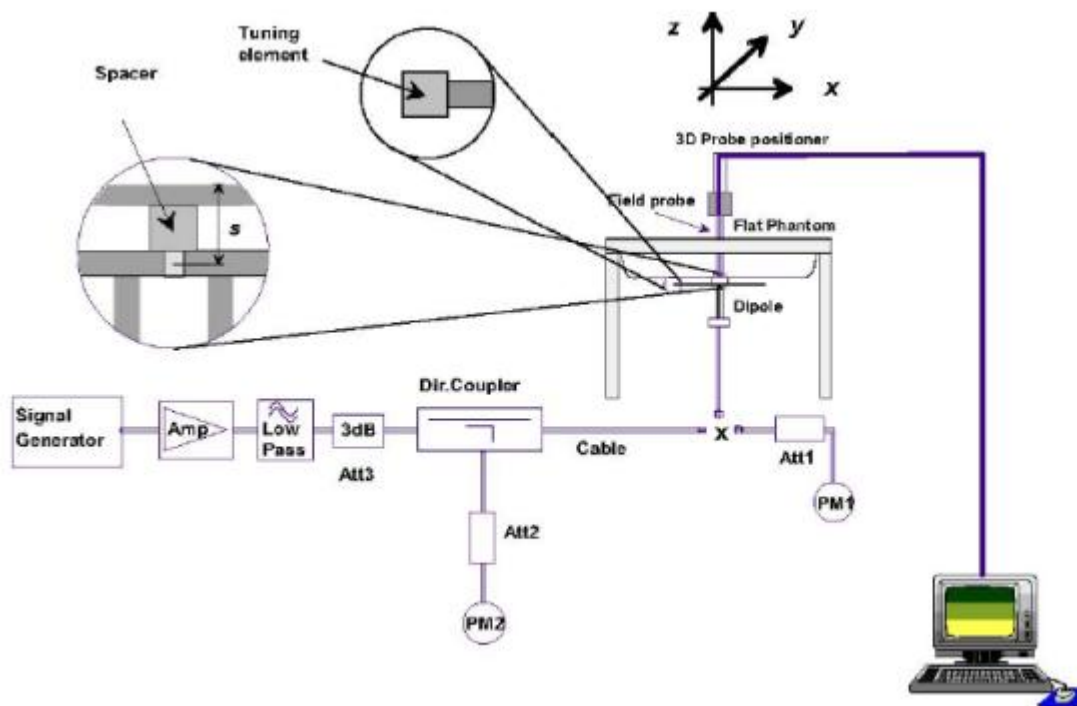 Tuning
element
Spacer
s
z
y
x
3D Probe positioner
Field probe
Flat Phantom
Dipole
Dir.Coupler
Signal
Generator
Amp
Low
Pass
3dB
Att3
Cable
x
Att1
PM1
Att2
PM2